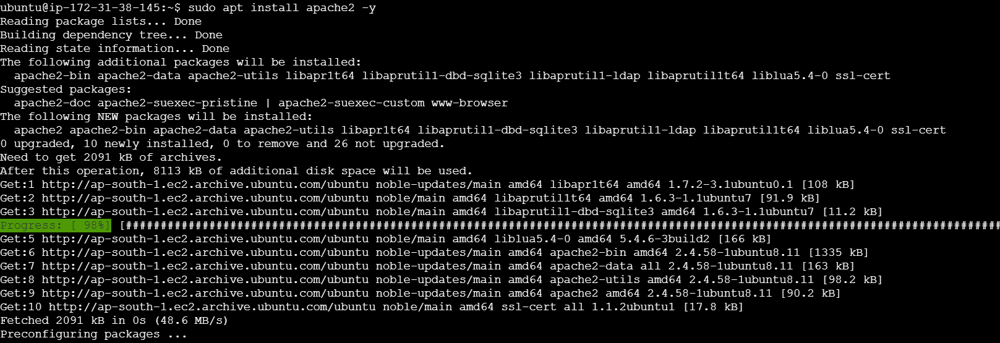 ubuntu@ip-172-31-38-145:~$ sudo apt install apache2 -y
Reading package lists... Done
Building dependency tree... Done
Reading state information... Done
The following additional packages will be installed:
  apache2-bin apache2-data apache2-utils libapr1t64 libaprutil1-dbd-sqlite3 libaprutil1-ldap libaprutil1t64 liblua5.4-0 ssl-cert
Suggested packages:
  apache2-doc apache2-suexec-pristine | apache2-suexec-custom www-browser
The following NEW packages will be installed:
  apache2 apache2-bin apache2-data apache2-utils libapr1t64 libaprutil1-dbd-sqlite3 libaprutil1-ldap libaprutil1t64 liblua5.4-0 ssl-cert
0 upgraded, 10 newly installed, 0 to remove and 26 not upgraded.
Need to get 2091 kB of archives.
After this operation, 8113 kB of additional disk space will be used.
Get:1 http://ap-south-1.ec2.archive.ubuntu.com/ubuntu noble-updates/main amd64 libapr1t64 amd64 1.7.2-3.1ubuntu0.1 [108 kB]
Get:2 http://ap-south-1.ec2.archive.ubuntu.com/ubuntu noble/main amd64 libaprutil1t64 amd64 1.6.3-1.1ubuntu7 [91.9 kB]
Get:3 http://ap-south-1.ec2.archive.ubuntu.com/ubuntu noble/main amd64 libaprutil1-dbd-sqlite3 amd64 1.6.3-1.1ubuntu7 [11.2 kB]
Progress: [ 98%] [##############################################################################################################################
Get:5 http://ap-south-1.ec2.archive.ubuntu.com/ubuntu noble/main amd64 liblua5.4-0 amd64 5.4.6-3build2 [166 kB]
Get:6 http://ap-south-1.ec2.archive.ubuntu.com/ubuntu noble-updates/main amd64 apache2-bin amd64 2.4.58-1ubuntu8.11 [1335 kB]
Get:7 http://ap-south-1.ec2.archive.ubuntu.com/ubuntu noble-updates/main amd64 apache2-data all 2.4.58-1ubuntu8.11 [163 kB]
Get:8 http://ap-south-1.ec2.archive.ubuntu.com/ubuntu noble-updates/main amd64 apache2-utils amd64 2.4.58-1ubuntu8.11 [98.2 kB]
Get:9 http://ap-south-1.ec2.archive.ubuntu.com/ubuntu noble-updates/main amd64 apache2 amd64 2.4.58-1ubuntu8.11 [90.2 kB]
Get:10 http://ap-south-1.ec2.archive.ubuntu.com/ubuntu noble/main amd64 ssl-cert all 1.1.2ubuntu1 [17.8 kB]
Fetched 2091 kB in 0s (48.6 MB/s)
Preconfiguring packages ...